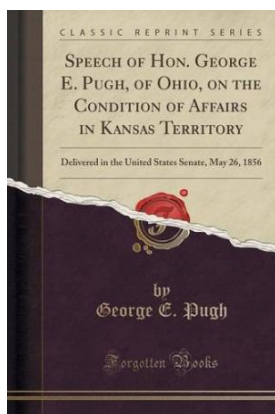 CLASSIC REPRINT SERIES
SPEECH OF HON. GEORGE
E. PUGH, OF OHIO, ON THE
CONDITION OF AFFAIRS
IN KANSAS TERRITORY
Delivered in the United States Senate, May 26, 1856
by
George E. Pugh
Forgotten Books